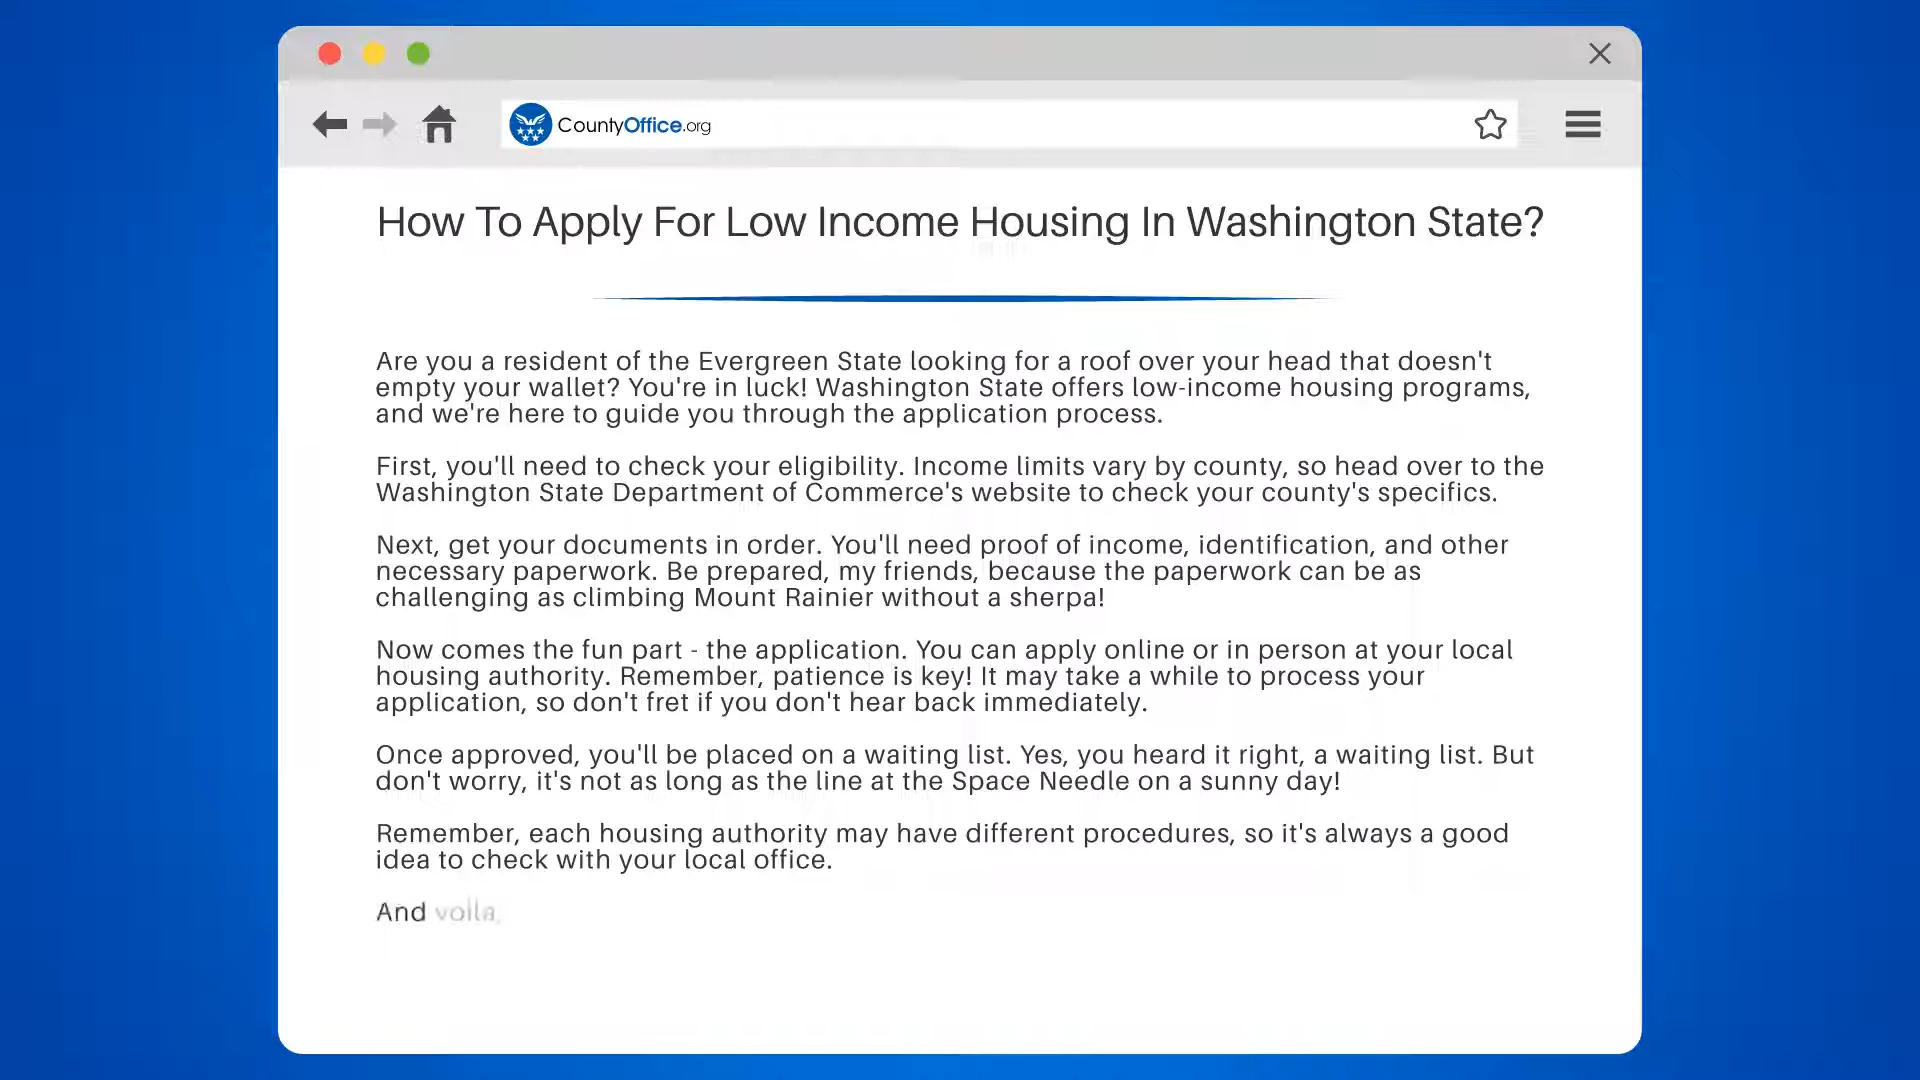 CountyOffice.org
How To Apply For Low Income Housing In Washington State?
Are you a resident of the Evergreen State looking for a roof over your head that doesn't
empty your wallet? You're in luck! Washington State offers low-income housing programs,
and we're here to guide you through the application process.
First, you'll need to check your eligibility. Income limits vary by county, so head over to the
Washington State Department of Commerce's website to check your county's specifics.
Next, get your documents in order. You'll need proof of income, identification, and other
necessary paperwork. Be prepared, my friends, because the paperwork can be as
challenging as climbing Mount Rainier without a sherpa!
Now comes the fun part - the application. You can apply online or in person at your local
housing authority. Remember, patience is key! It may take a while to process your
application, so don't fret if you don't hear back immediately.
Once approved, you'll be placed on a waiting list. Yes, you heard it right, a waiting list. But
don't worry, it's not as long as the line at the Space Needle on a sunny day!
Remember, each housing authority may have different procedures, so it's always a good
idea to check with your local office.
And voila,